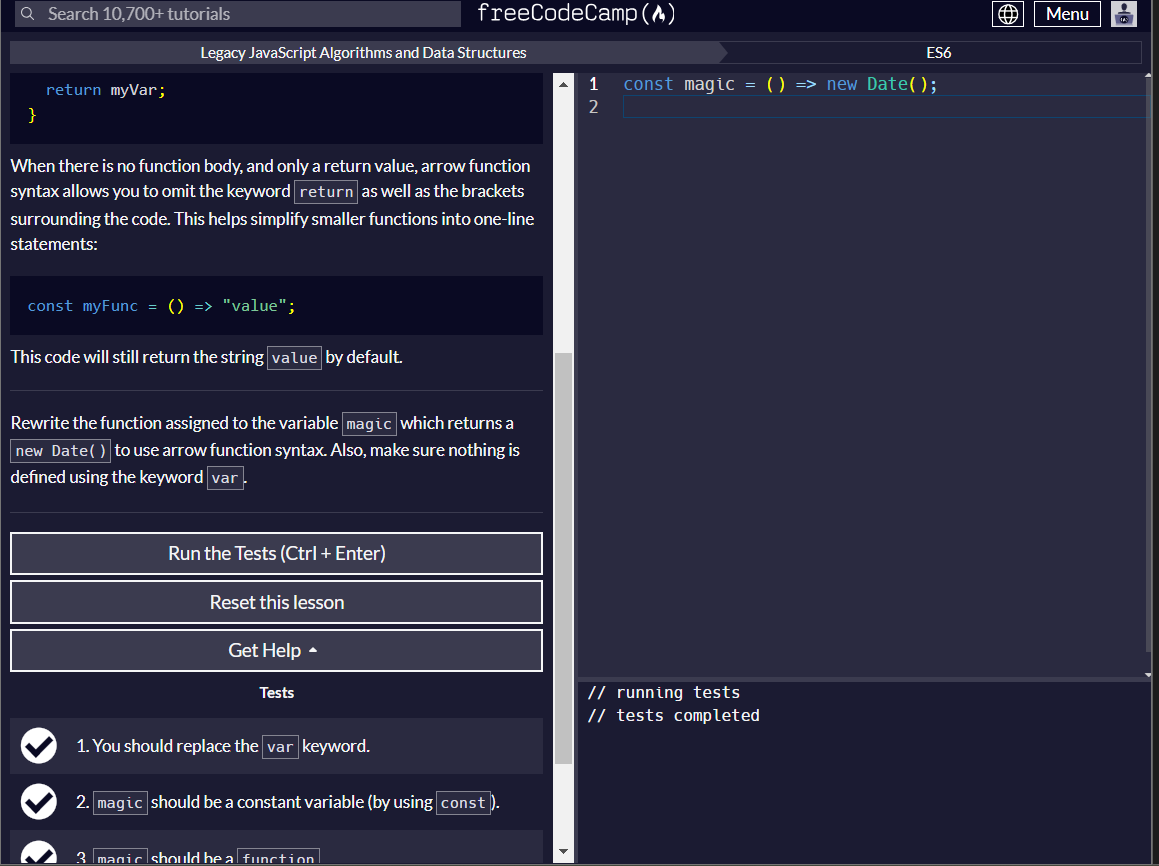 Search 10,700+ tutorials
freeCodeCamp
Menu
Legacy JavaScript Algorithms and Data Structures
ES6
return myVar;
}
When there is no function body, and only a return value, arrow function
syntax allows you to omit the keyword return as well as the brackets
surrounding the code. This helps simplify smaller functions into one-line
statements:
const myFunc = () => "value";
This code will still return the string value by default.
Rewrite the function assigned to the variable magic which returns a
new Date() to use arrow function syntax. Also, make sure nothing is
defined using the keyword var.
Run the Tests (Ctrl + Enter)
Reset this lesson
Get Help
Tests
1. You should replace the var keyword.
2. magic should be a constant variable (by using const).
3. magic should be a function
1 const magic = () => new Date();
2
// running tests
// tests completed